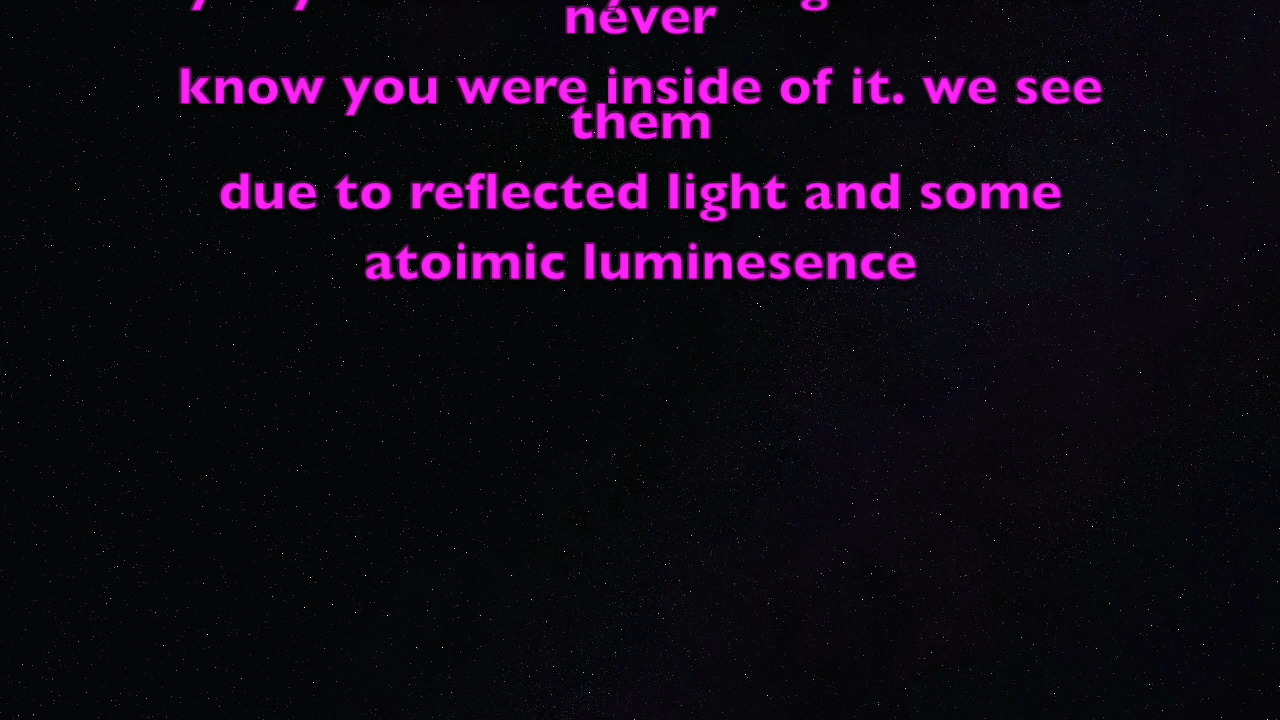 never
know you were inside of it. we see
them
due to reflected light and some
atoimic luminesence